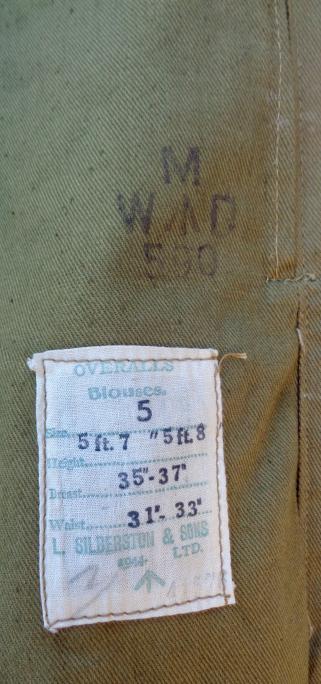 M
W↑D
OVERALLS
Blouses.
5
Size
5 ft. 7 " 5 ft. 8
Height
35"-37"
Breast
Waist 31"- 33"
L. SILBERSTON & SONS
1944. LTD.
↑